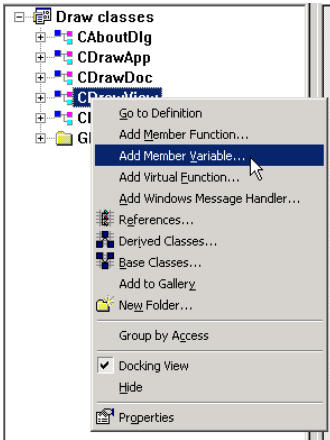 Draw classes
CAboutDlg
CDrawApp
CDrawDoc
CDrawView
Go to Definition
Add Member Function...
Add Member Variable...
Add Virtual Function...
Add Windows Message Handler...
References...
Derived Classes...
Base Classes...
Add to Gallery
New Folder...
Group by Access
Docking View
Hide
Properties